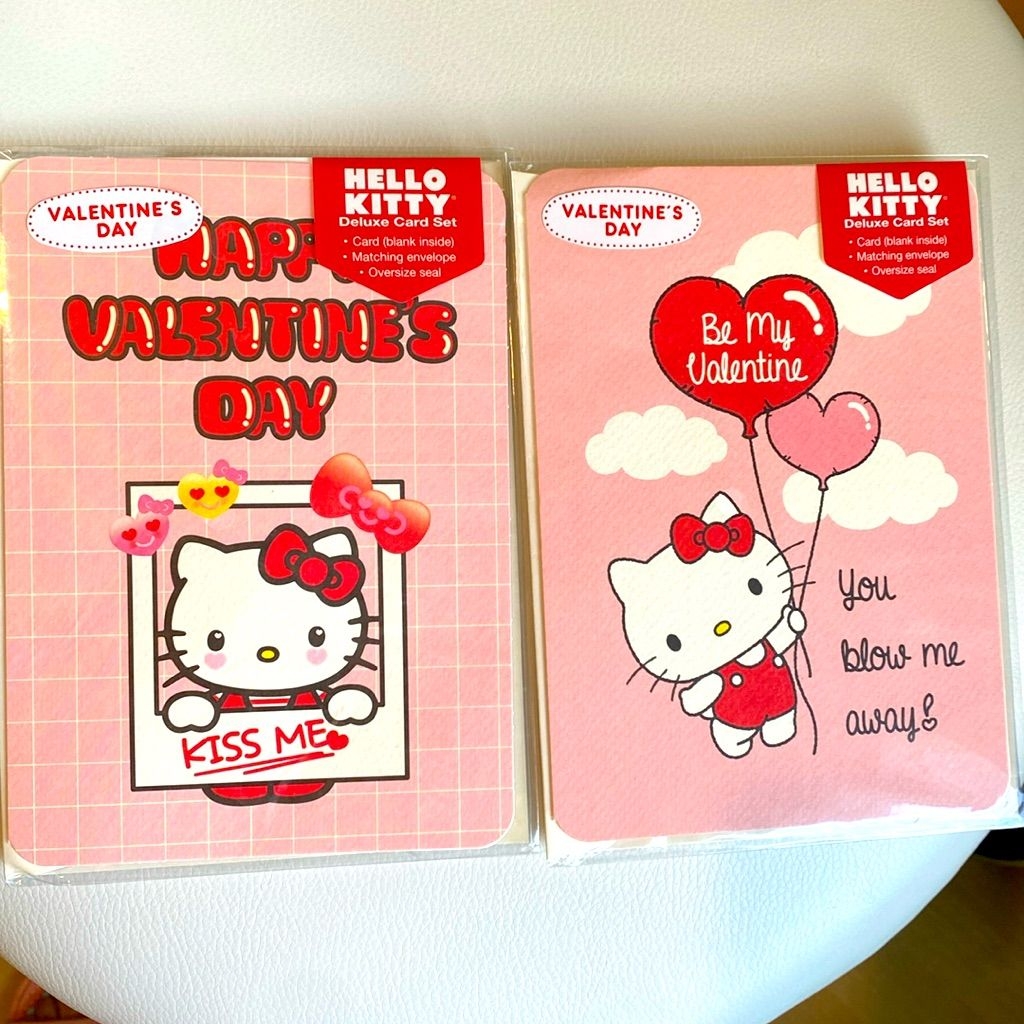 VALENTINE'S
DAY
HELLO
KITTY
Deluxe Card Set
• Card (blank inside)
• Matching envelope
• Oversize seal
VALENTINE'S
DAY
KISS ME
VALENTINE'S
DAY
HELLO
KITTY
Deluxe Card Set
• Card (blank inside)
• Matching envelope
• Oversize seal
Be My
Valentine
You
blow me
away!